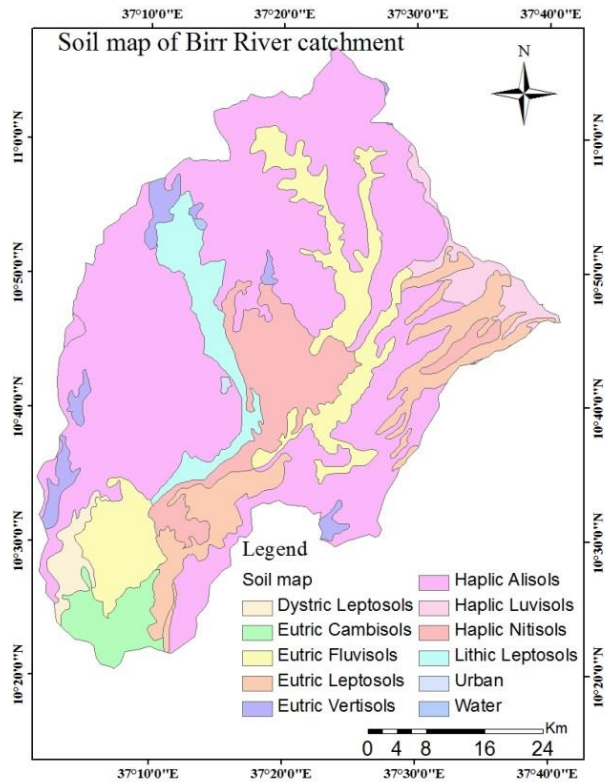 37°10'0"E 37°20'0"E 37°30'0"E 37°40'0"E
Soil map of Birr River catchment
N
11°0'0"N
11°0'0"N
10°50'0"N
10°50'0"N
10°40'0"N
10°40'0"N
10°30'0"N
10°30'0"N
10°20'0"N
10°20'0"N
Legend
Soil map
Dystric Leptosols
Eutric Cambisols
Eutric Fluvisols
Eutric Leptosols
Eutric Vertisols
Haplic Alisols
Haplic Luvisols
Haplic Nitisols
Lithic Leptosols
Urban
Water
Km
0 4 8 16 24
37°10'0"E 37°20'0"E 37°30'0"E 37°40'0"E